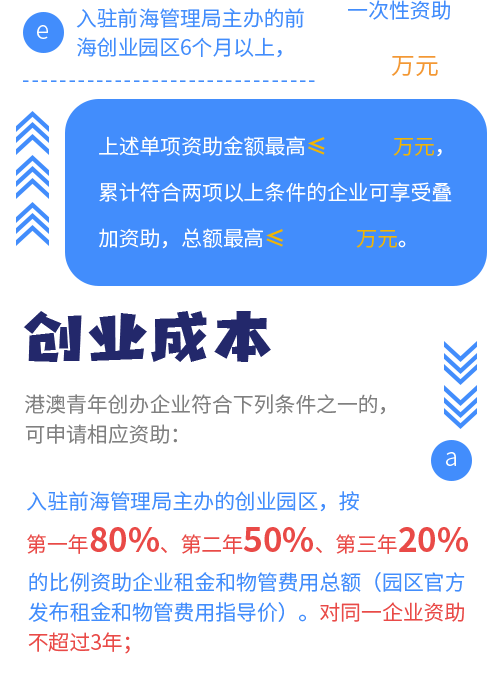 e
入驻前海管理局主办的前
海创业园区6个月以上，
一次性资助
万元
上述单项资助金额最高≤ 万元，
累计符合两项以上条件的企业可享受叠
加资助，总额最高≤ 万元。
创业成本
港澳青年创办企业符合下列条件之一的，
可申请相应资助：
a
入驻前海管理局主办的创业园区，按
第一年80%、第二年50%、第三年20%
的比例资助企业租金和物管费用总额（园区官方
发布租金和物管费用指导价）。对同一企业资助
不超过3年；